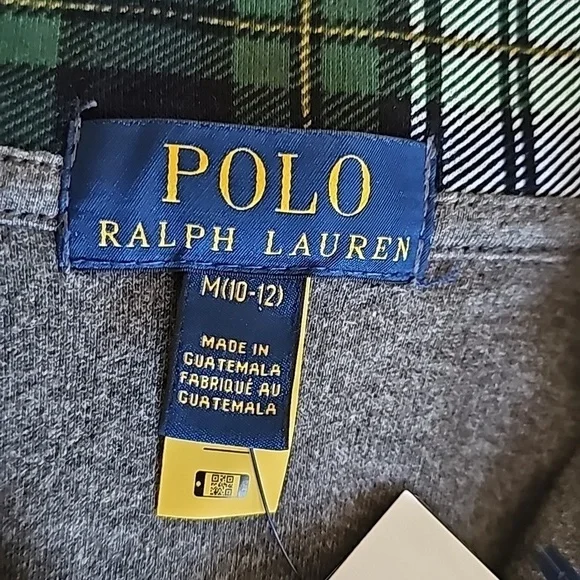 POLO
RALPH LAUREN
M(10-12)
MADE IN
GUATEMALA
FABRIQUÉ AU
GUATEMALA